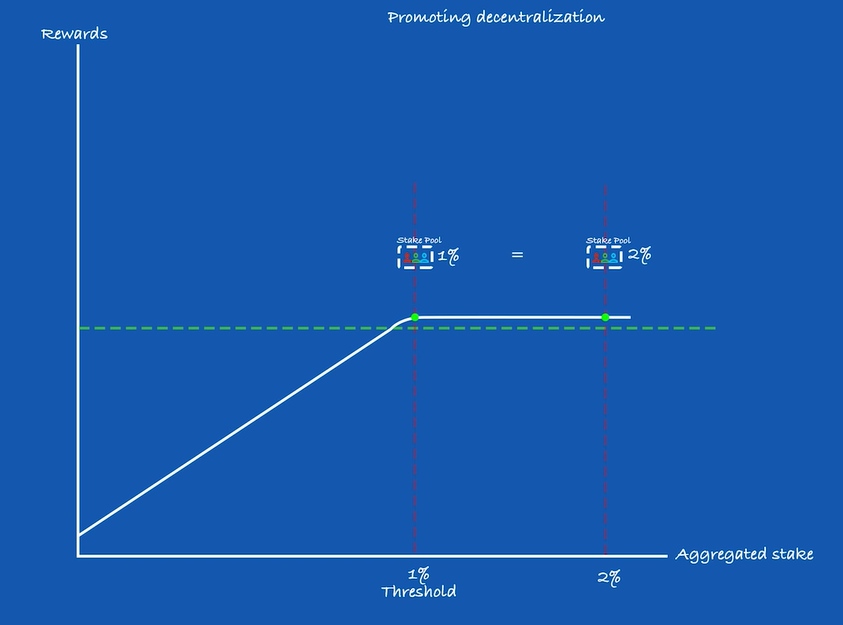 Promoting decentralization
Rewards
Stake Pool
1%
=
Stake Pool
2%
Aggregated stake
1%
Threshold
2%